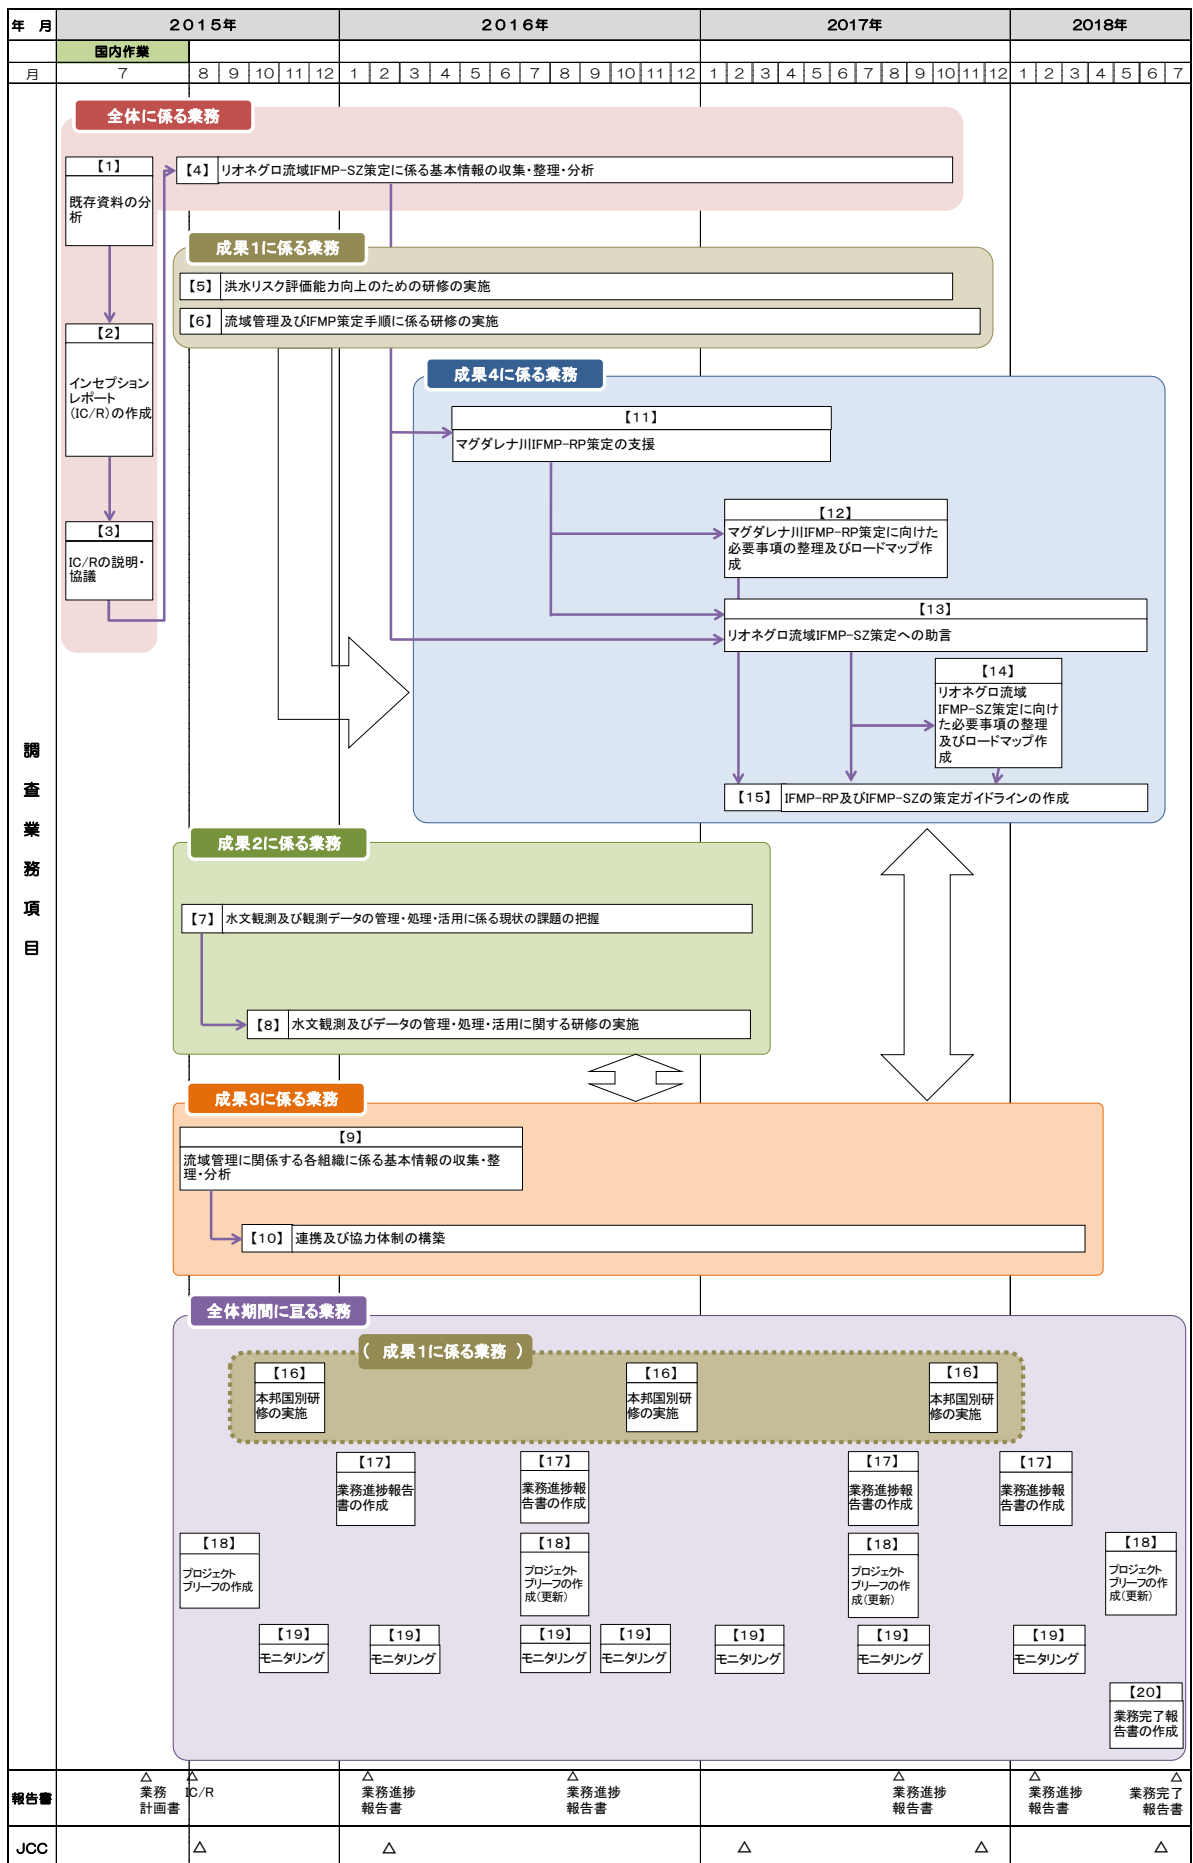 年 月
2015年
2016年
2017年
2018年
国内作業
月
7
8 9 10 11 12
1 2 3 4 5 6 7 8 9 10 11 12
1 2 3 4 5 6 7 8 9 10 11 12
1 2 3 4 5 6 7
調査業務項目
全体に係る業務
【1】
既存資料の分
析
【4】
リオネグロ流域IFMP-SZ策定に係る基本情報の収集・整理・分析
【2】
インセプション
レポート
(IC/R)の作成
【3】
IC/Rの説明・
協議
成果1に係る業務
【5】
洪水リスク評価能力向上のための研修の実施
【6】
流域管理及びIFMP策定手順に係る研修の実施
成果4に係る業務
【11】
マグダレナ川IFMP-RP策定の支援
【12】
マグダレナ川IFMP-RP策定に向けた
必要事項の整理及びロードマップ作
成
【13】
リオネグロ流域IFMP-SZ策定への助言
【14】
リオネグロ流域
IFMP-SZ策定に向け
た必要事項の整理
及びロードマップ作
成
【15】
IFMP-RP及びIFMP-SZの策定ガイドラインの作成
成果2に係る業務
【7】
水文観測及び観測データの管理・処理・活用に係る現状の課題の把握
【8】
水文観測及びデータの管理・処理・活用に関する研修の実施
成果3に係る業務
【9】
流域管理に関係する各組織に係る基本情報の収集・整
理・分析
【10】
連携及び協力体制の構築
全体期間に亘る業務
( 成果1に係る業務 )
【16】
本邦国別研
修の実施
【16】
本邦国別研
修の実施
【16】
本邦国別研
修の実施
【17】
業務進捗報告
書の作成
【17】
業務進捗報
告書の作成
【17】
業務進捗報
告書の作成
【17】
業務進捗報
告書の作成
【18】
プロジェクト
ブリーフの作成
【18】
プロジェクト
ブリーフの作
成(更新)
【18】
プロジェクト
ブリーフの作
成(更新)
【18】
プロジェクト
ブリーフの作
成(更新)
【19】
モニタリング
【19】
モニタリング
【19】
モニタリング
【19】
モニタリング
【19】
モニタリング
【19】
モニタリング
【19】
モニタリング
【20】
業務完了報
告書の作成
報告書
△
業務
計画書
△
IC/R
△
業務進捗
報告書
△
業務進捗
報告書
△
業務進捗
報告書
△
業務進捗
報告書
△
業務完了
報告書
JCC
△ △ △ △ △